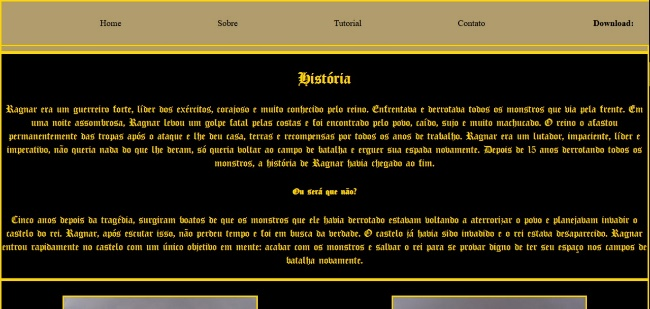 Home Sobre Tutorial Contato Download:
História
Ragnar era um guerreiro forte, líder dos exércitos, corajoso e muito conhecido pelo reino. Enfrentava e derrotava todos os monstros que via pela frente. Em
uma noite assombrosa, Ragnar levou um golpe fatal pelas costas e foi encontrado pelo povo, caído, sujo e muito machucado. O reino o afastou
permanentemente das tropas após o ataque e lhe deu casa, terras e recompensas por todos os anos de trabalho. Ragnar era um lutador, impaciente, líder e
imperativo, não queria nada do que lhe deram, só queria voltar ao campo de batalha e erguer sua espada novamente. Depois de 15 anos derrotando todos os
monstros, a história de Ragnar havia chegado ao fim.
Ou será que não?
Cinco anos depois da tragédia, surgiram boatos de que os monstros que ele havia derrotado estavam voltando a aterrorizar o povo e planejavam invadir o
castelo do rei. Ragnar, após escutar isso, não perdeu tempo e foi em busca da verdade. O castelo já havia sido invadido e o rei estava desaparecido. Ragnar
entrou rapidamente no castelo com um único objetivo em mente: acabar com os monstros e salvar o rei para se probar digno de ter seu espaço nos campos de
batalha novamente.